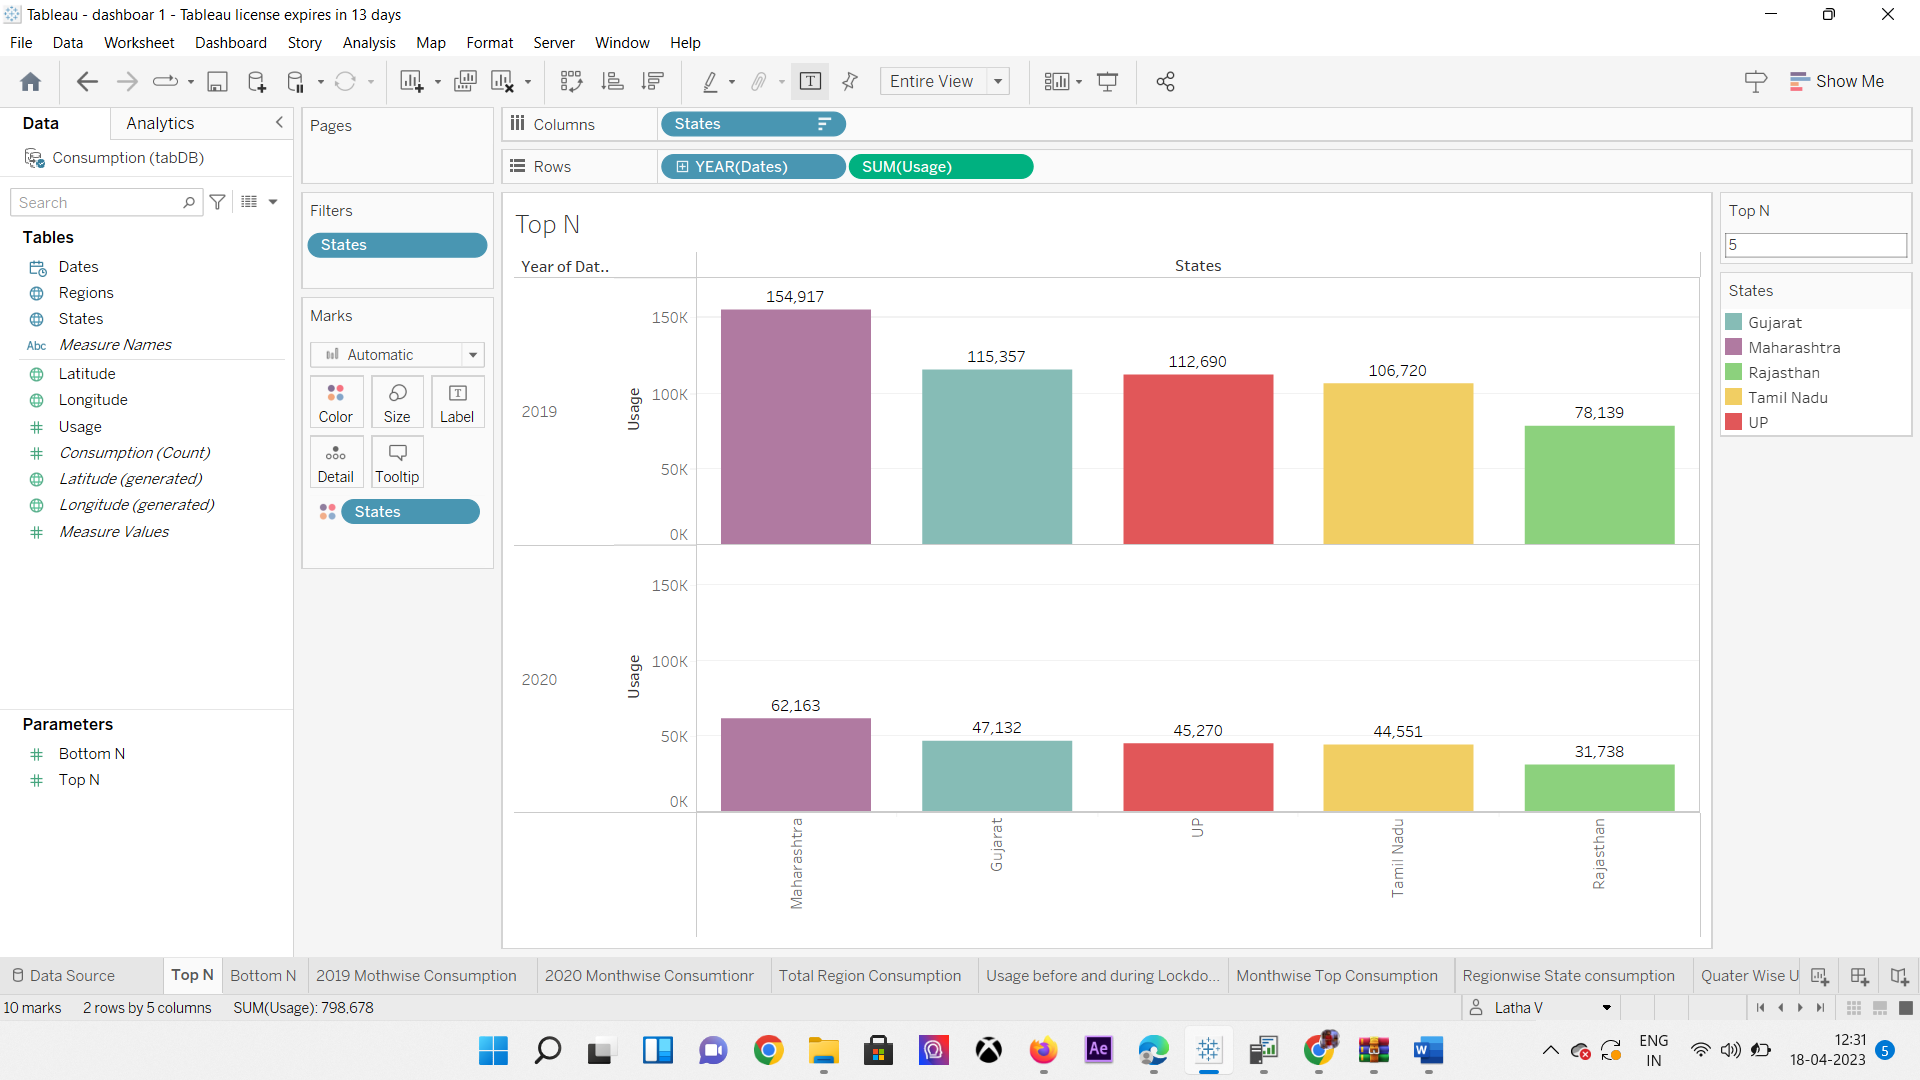 Tableau - dashboar 1 - Tableau license expires in 13 days
File Data Worksheet Dashboard Story Analysis Map Format Server Window Help
Entire View
Show Me
Data Analytics
Consumption (tabDB)
Search
Tables
Dates
Regions
States
Abc Measure Names
Latitude
Longitude
Usage
Consumption (Count)
Latitude (generated)
Longitude (generated)
Measure Values
Parameters
Bottom N
Top N
Pages
Filters
States
Marks
Automatic
Color Size Label
Detail Tooltip
States
Columns States
Rows YEAR(Dates) SUM(Usage)
Top N
Year of Dat..
States
2019
Usage
150K
100K
50K
0K
154,917
115,357
112,690
106,720
78,139
2020
Usage
150K
100K
50K
0K
62,163
47,132
45,270
44,551
31,738
Maharashtra
Gujarat
UP
Tamil Nadu
Rajasthan
Top N
5
States
Gujarat
Maharashtra
Rajasthan
Tamil Nadu
UP
Data Source Top N Bottom N 2019 Mothwise Consumption 2020 Monthwise Consumtionr Total Region Consumption Usage before and during Lockdo... Monthwise Top Consumption Regionwise State consumption Quater Wise U
10 marks 2 rows by 5 columns SUM(Usage): 798,678
Latha V
Ae
W
ENG
IN
12:31
18-04-2023
5